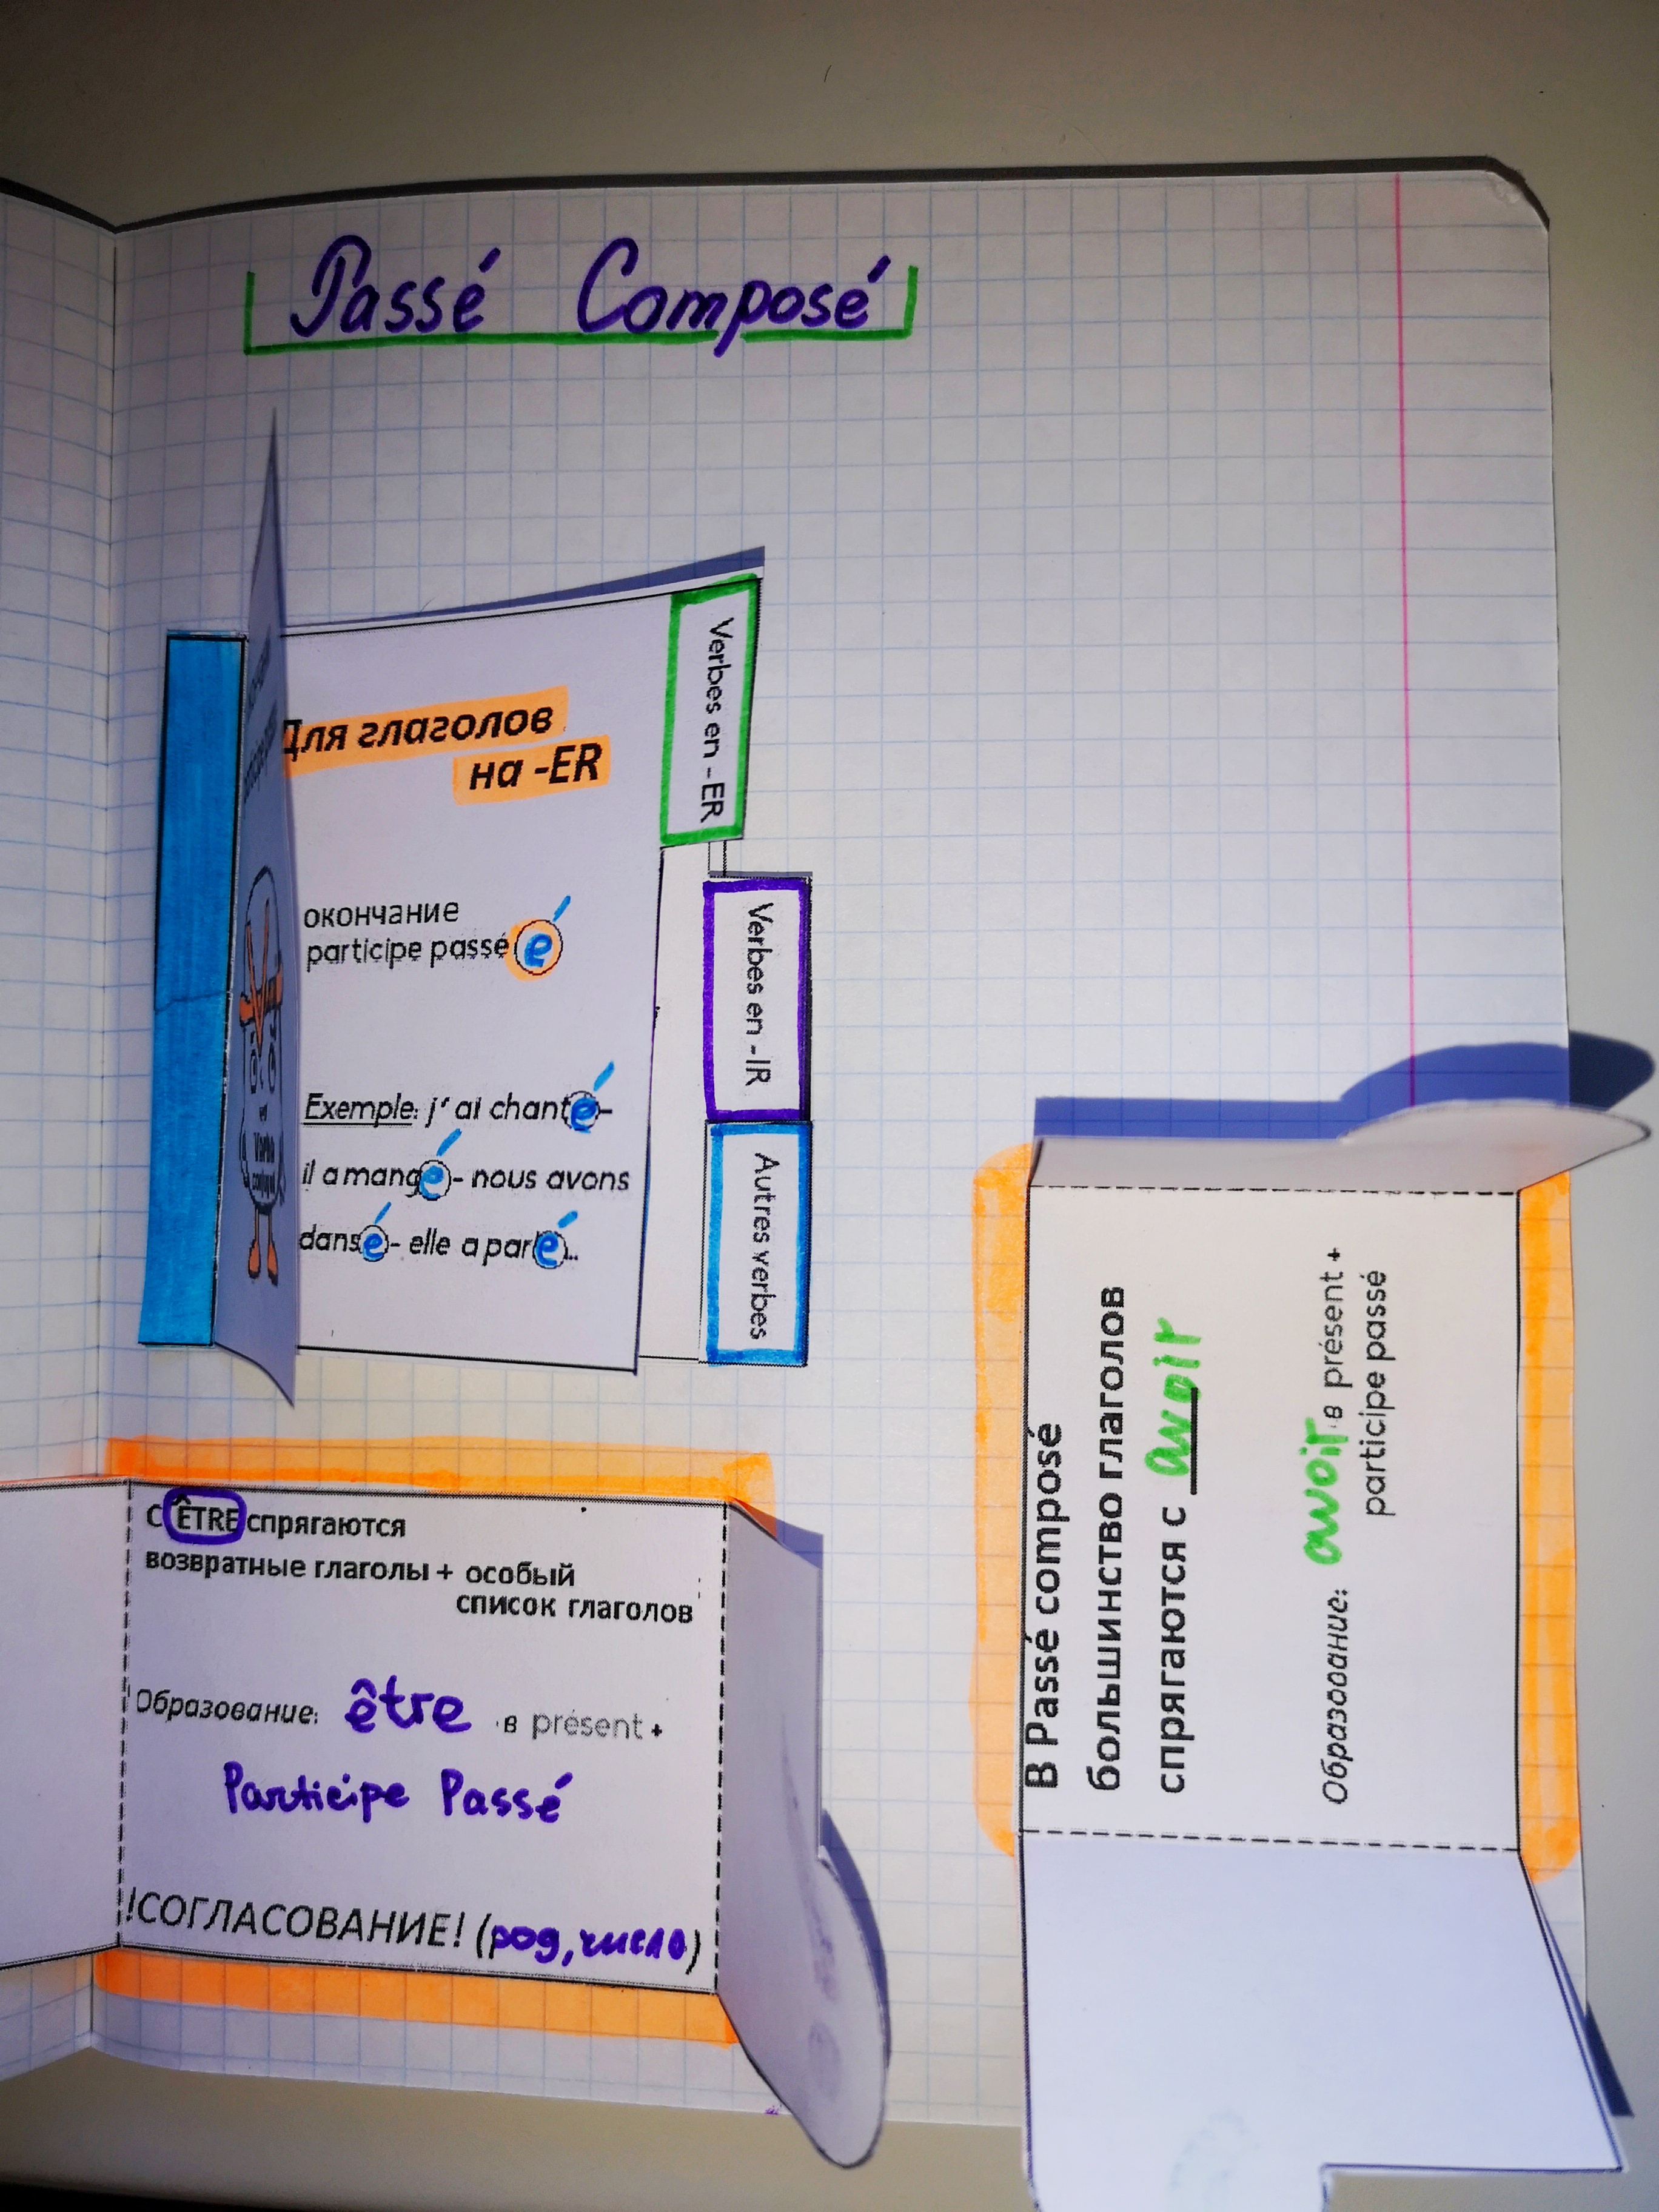 Passé Composé
Для глаголов
на -ER
окончание
participe passé é
Exemple: j'ai chanté-
il a mangé- nous avons
dansé- elle a parlé..
Verbes en -ER
Verbes en -IR
Autres verbes
С ÊTRE спрягаются
возвратные глаголы + особый
список глаголов
Образование: être в présent +
Participe Passé
!СОГЛАСОВАНИЕ! (род, число)
В Passé composé
большинство глаголов
спрягаются с avoir
Образование: avoir в présent +
participe passé